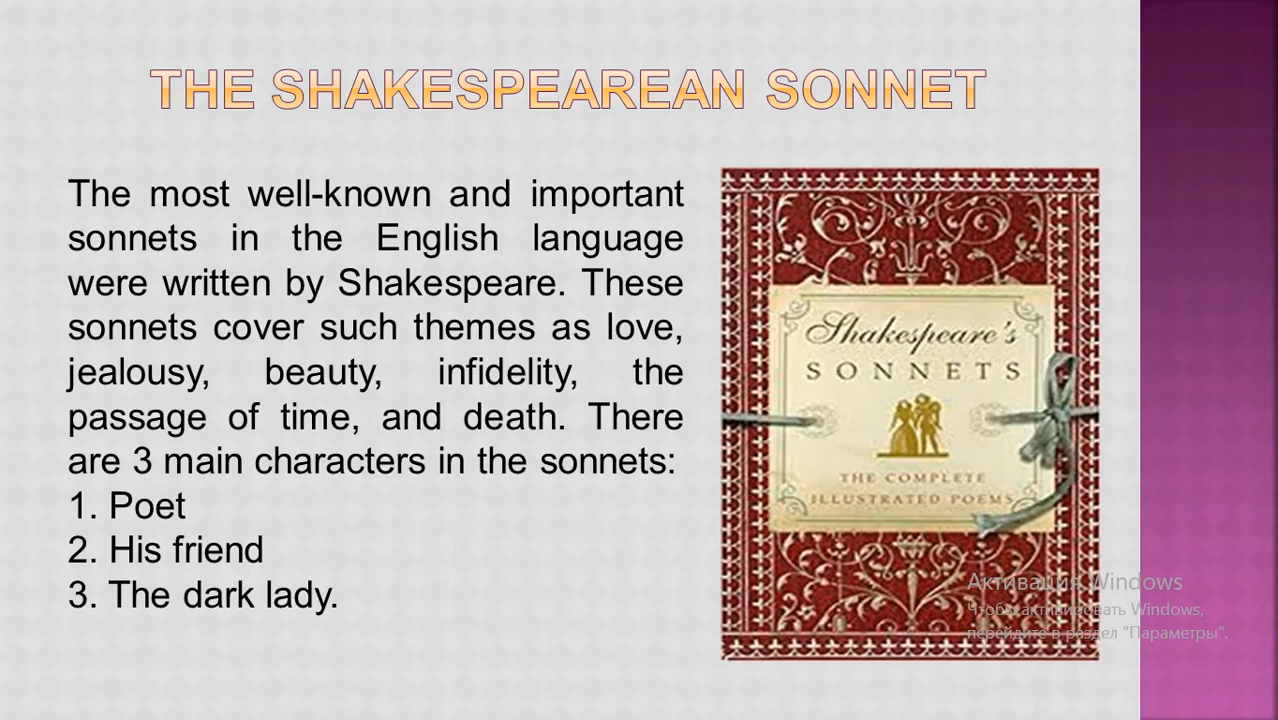 THE SHAKESPEAREAN SONNET
The most well-known and important
sonnets in the English language
were written by Shakespeare. These
sonnets cover such themes as love,
jealousy, beauty, infidelity, the
passage of time, and death. There
are 3 main characters in the sonnets:
1. Poet
2. His friend
3. The dark lady.
Shakespeare's
SONNETS
THE COMPLETE
ILLUSTRATED POEMS
Активация Windows
Чтобы активировать Windows,
перейдите в раздел "Параметры".